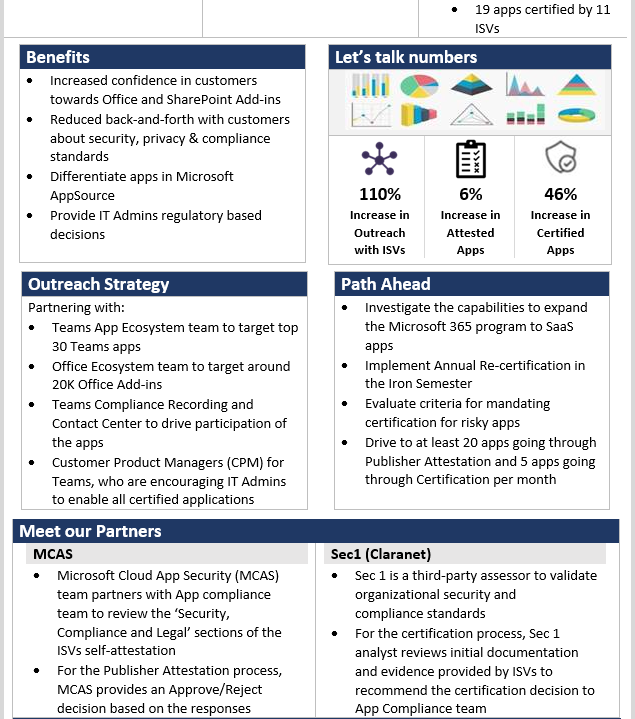 • 19 apps certified by 11
ISVs
Benefits
• Increased confidence in customers
towards Office and SharePoint Add-ins
• Reduced back-and-forth with customers
about security, privacy & compliance
standards
• Differentiate apps in Microsoft
AppSource
• Provide IT Admins regulatory based
decisions
Let's talk numbers
110%
Increase in
Outreach
with ISVs
6%
Increase in
Attested
Apps
46%
Increase in
Certified
Apps
Outreach Strategy
Partnering with:
• Teams App Ecosystem team to target top
30 Teams apps
• Office Ecosystem team to target around
20K Office Add-ins
• Teams Compliance Recording and
Contact Center to drive participation of
the apps
• Customer Product Managers (CPM) for
Teams, who are encouraging IT Admins
to enable all certified applications
Path Ahead
• Investigate the capabilities to expand
the Microsoft 365 program to SaaS
apps
• Implement Annual Re-certification in
the Iron Semester
• Evaluate criteria for mandating
certification for risky apps
• Drive to at least 20 apps going through
Publisher Attestation and 5 apps going
through Certification per month
Meet our Partners
MCAS
• Microsoft Cloud App Security (MCAS)
team partners with App compliance
team to review the 'Security,
Compliance and Legal' sections of the
ISVs self-attestation
• For the Publisher Attestation process,
MCAS provides an Approve/Reject
decision based on the responses
Sec1 (Claranet)
• Sec 1 is a third-party assessor to validate
organizational security and
compliance standards
• For the certification process, Sec 1
analyst reviews initial documentation
and evidence provided by ISVs to
recommend the certification decision to
App Compliance team